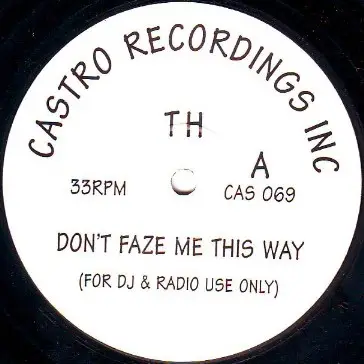 CASTRO RECORDINGS INC
TH
A
33RPM
CAS 069
DON'T FAZE ME THIS WAY
(FOR DJ & RADIO USE ONLY)